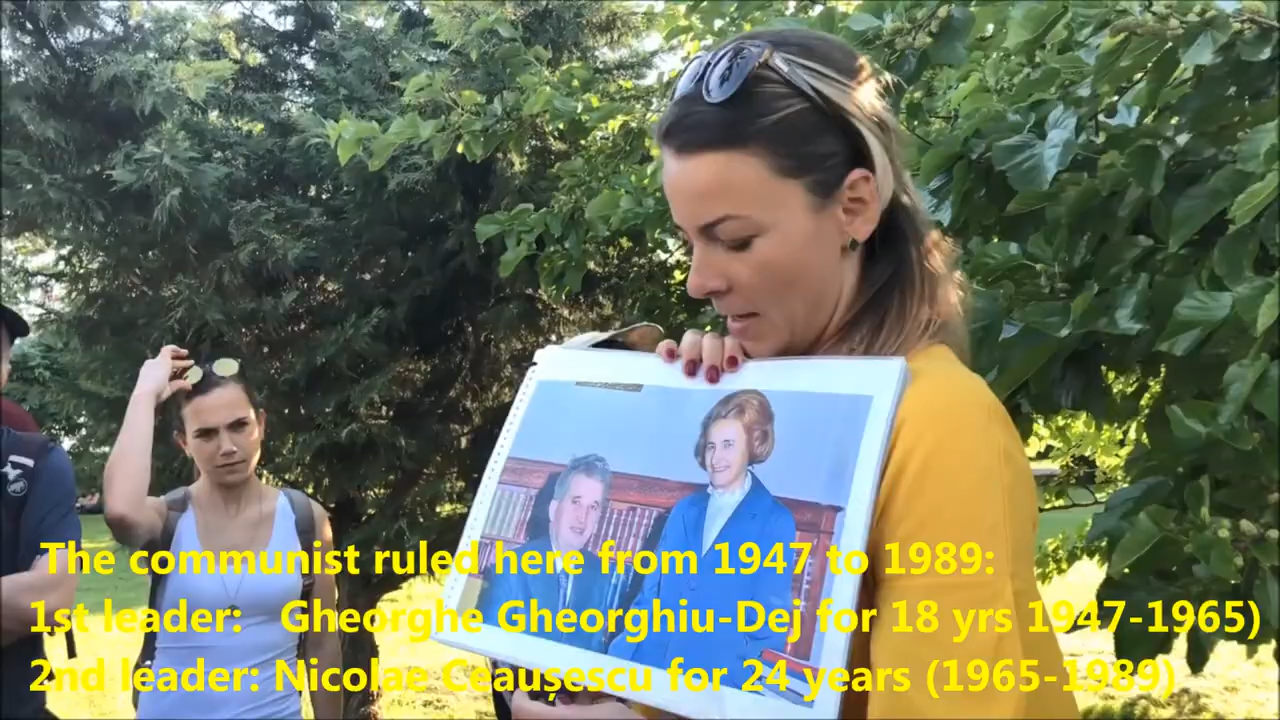 The communist ruled here from 1947 to 1989:
1st leader: Gheorghe Gheorghiu-Dej for 18 yrs 1947-1965)
2nd leader: Nicolae Ceaușescu for 24 years (1965-1989)